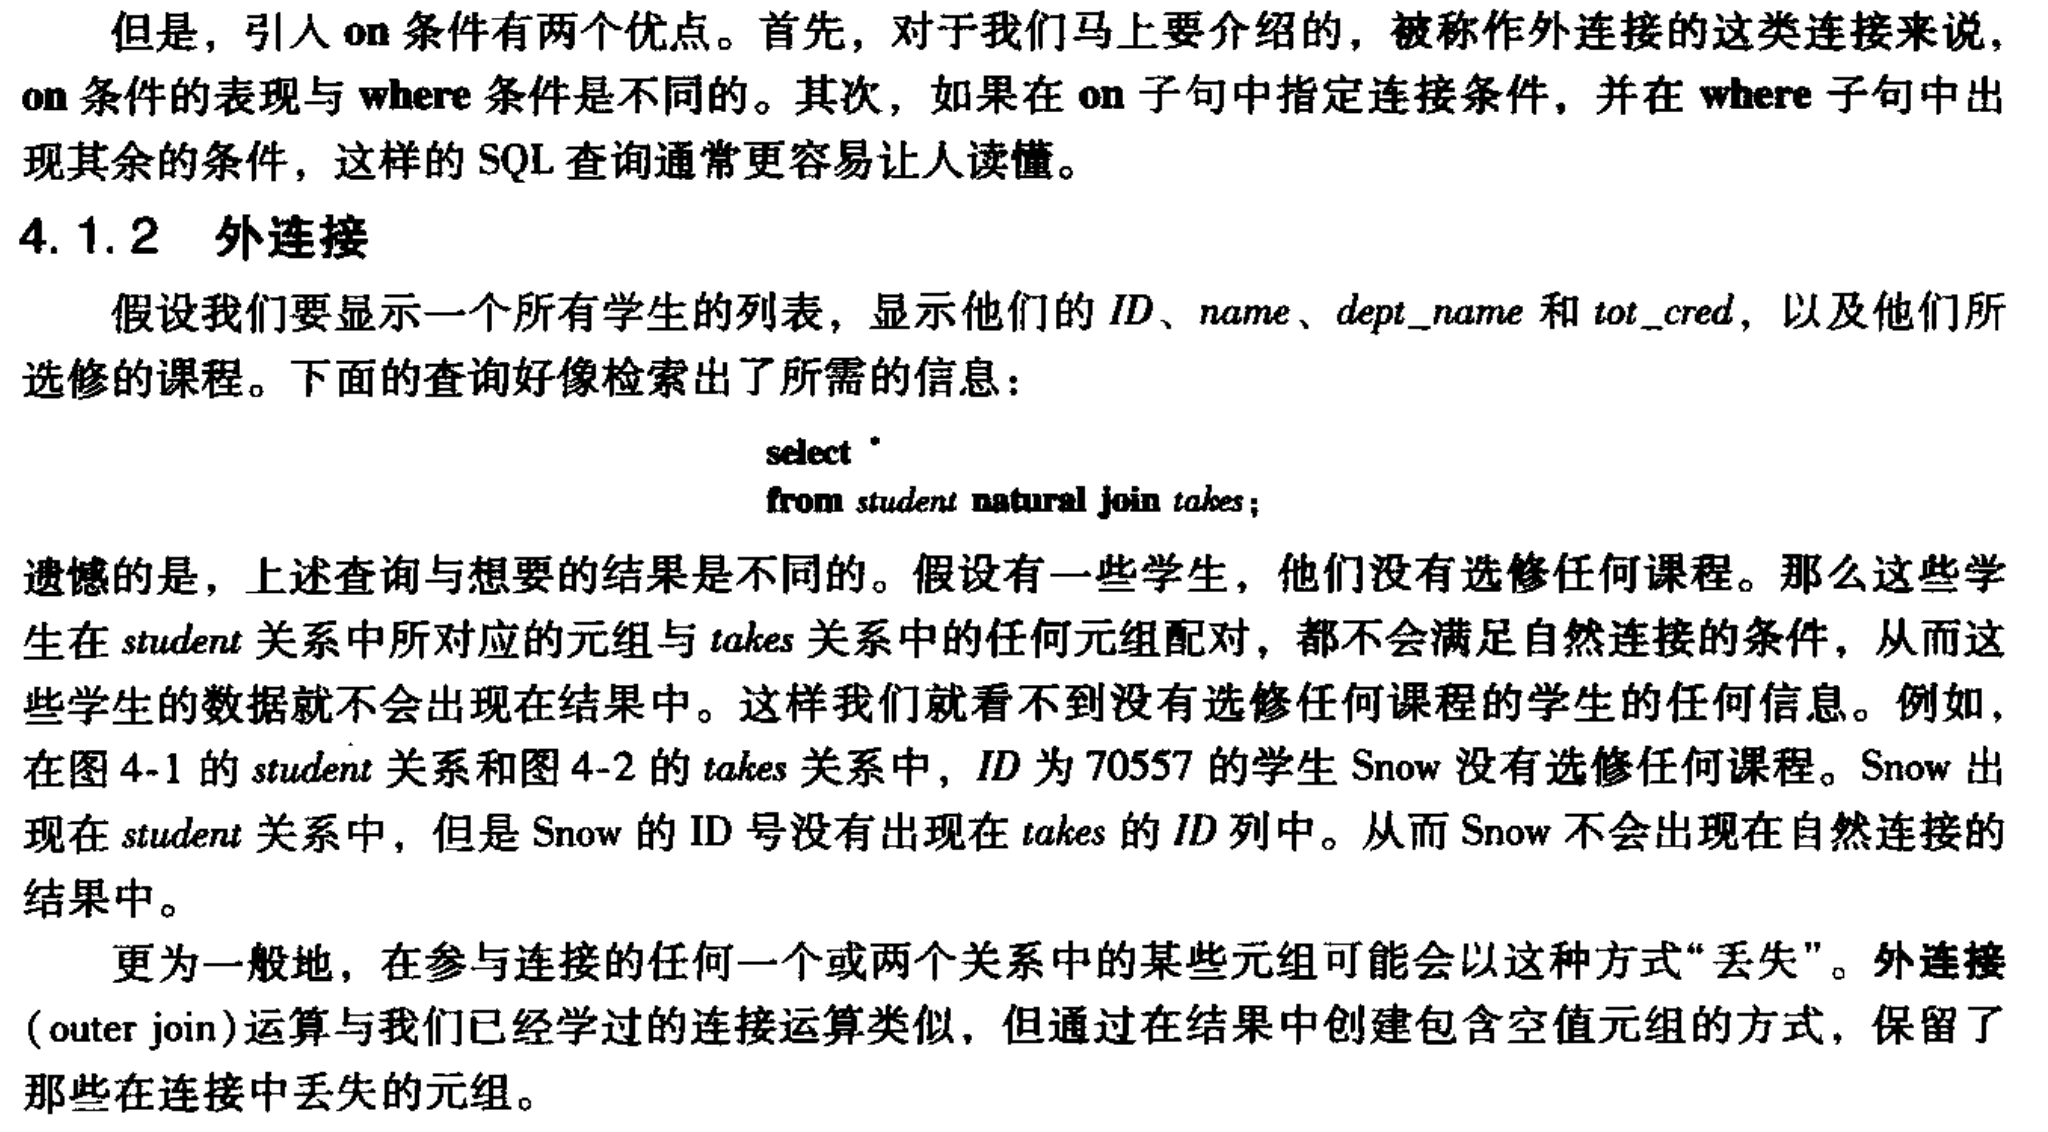 但是，引入 on 条件有两个优点。首先，对于我们马上要介绍的，被称作外连接的这类连接来说，
on 条件的表现与 where 条件是不同的。其次，如果在 on 子句中指定连接条件，并在 where 子句中出
现其余的条件，这样的 SQL 查询通常更容易让人读懂。
4.1.2 外连接
假设我们要显示一个所有学生的列表，显示他们的 ID、name、dept_name 和 tot_cred，以及他们所
选修的课程。下面的查询好像检索出了所需的信息：
select *
from student natural join takes;
遗憾的是，上述查询与想要的结果是不同的。假设有一些学生，他们没有选修任何课程。那么这些学
生在 student 关系中所对应的元组与 takes 关系中的任何元组配对，都不会满足自然连接的条件，从而这
些学生的数据就不会出现在结果中。这样我们就看不到没有选修任何课程的学生的任何信息。例如，
在图 4-1 的 student 关系和图 4-2 的 takes 关系中，ID 为 70557 的学生 Snow 没有选修任何课程。Snow 出
现在 student 关系中，但是 Snow 的 ID 号没有出现在 takes 的 ID 列中。从而 Snow 不会出现在自然连接的
结果中。
更为一般地，在参与连接的任何一个或两个关系中的某些元组可能会以这种方式“丢失”。外连接
(outer join)运算与我们已经学过的连接运算类似，但通过在结果中创建包含空值元组的方式，保留了
那些在连接中丢失的元组。